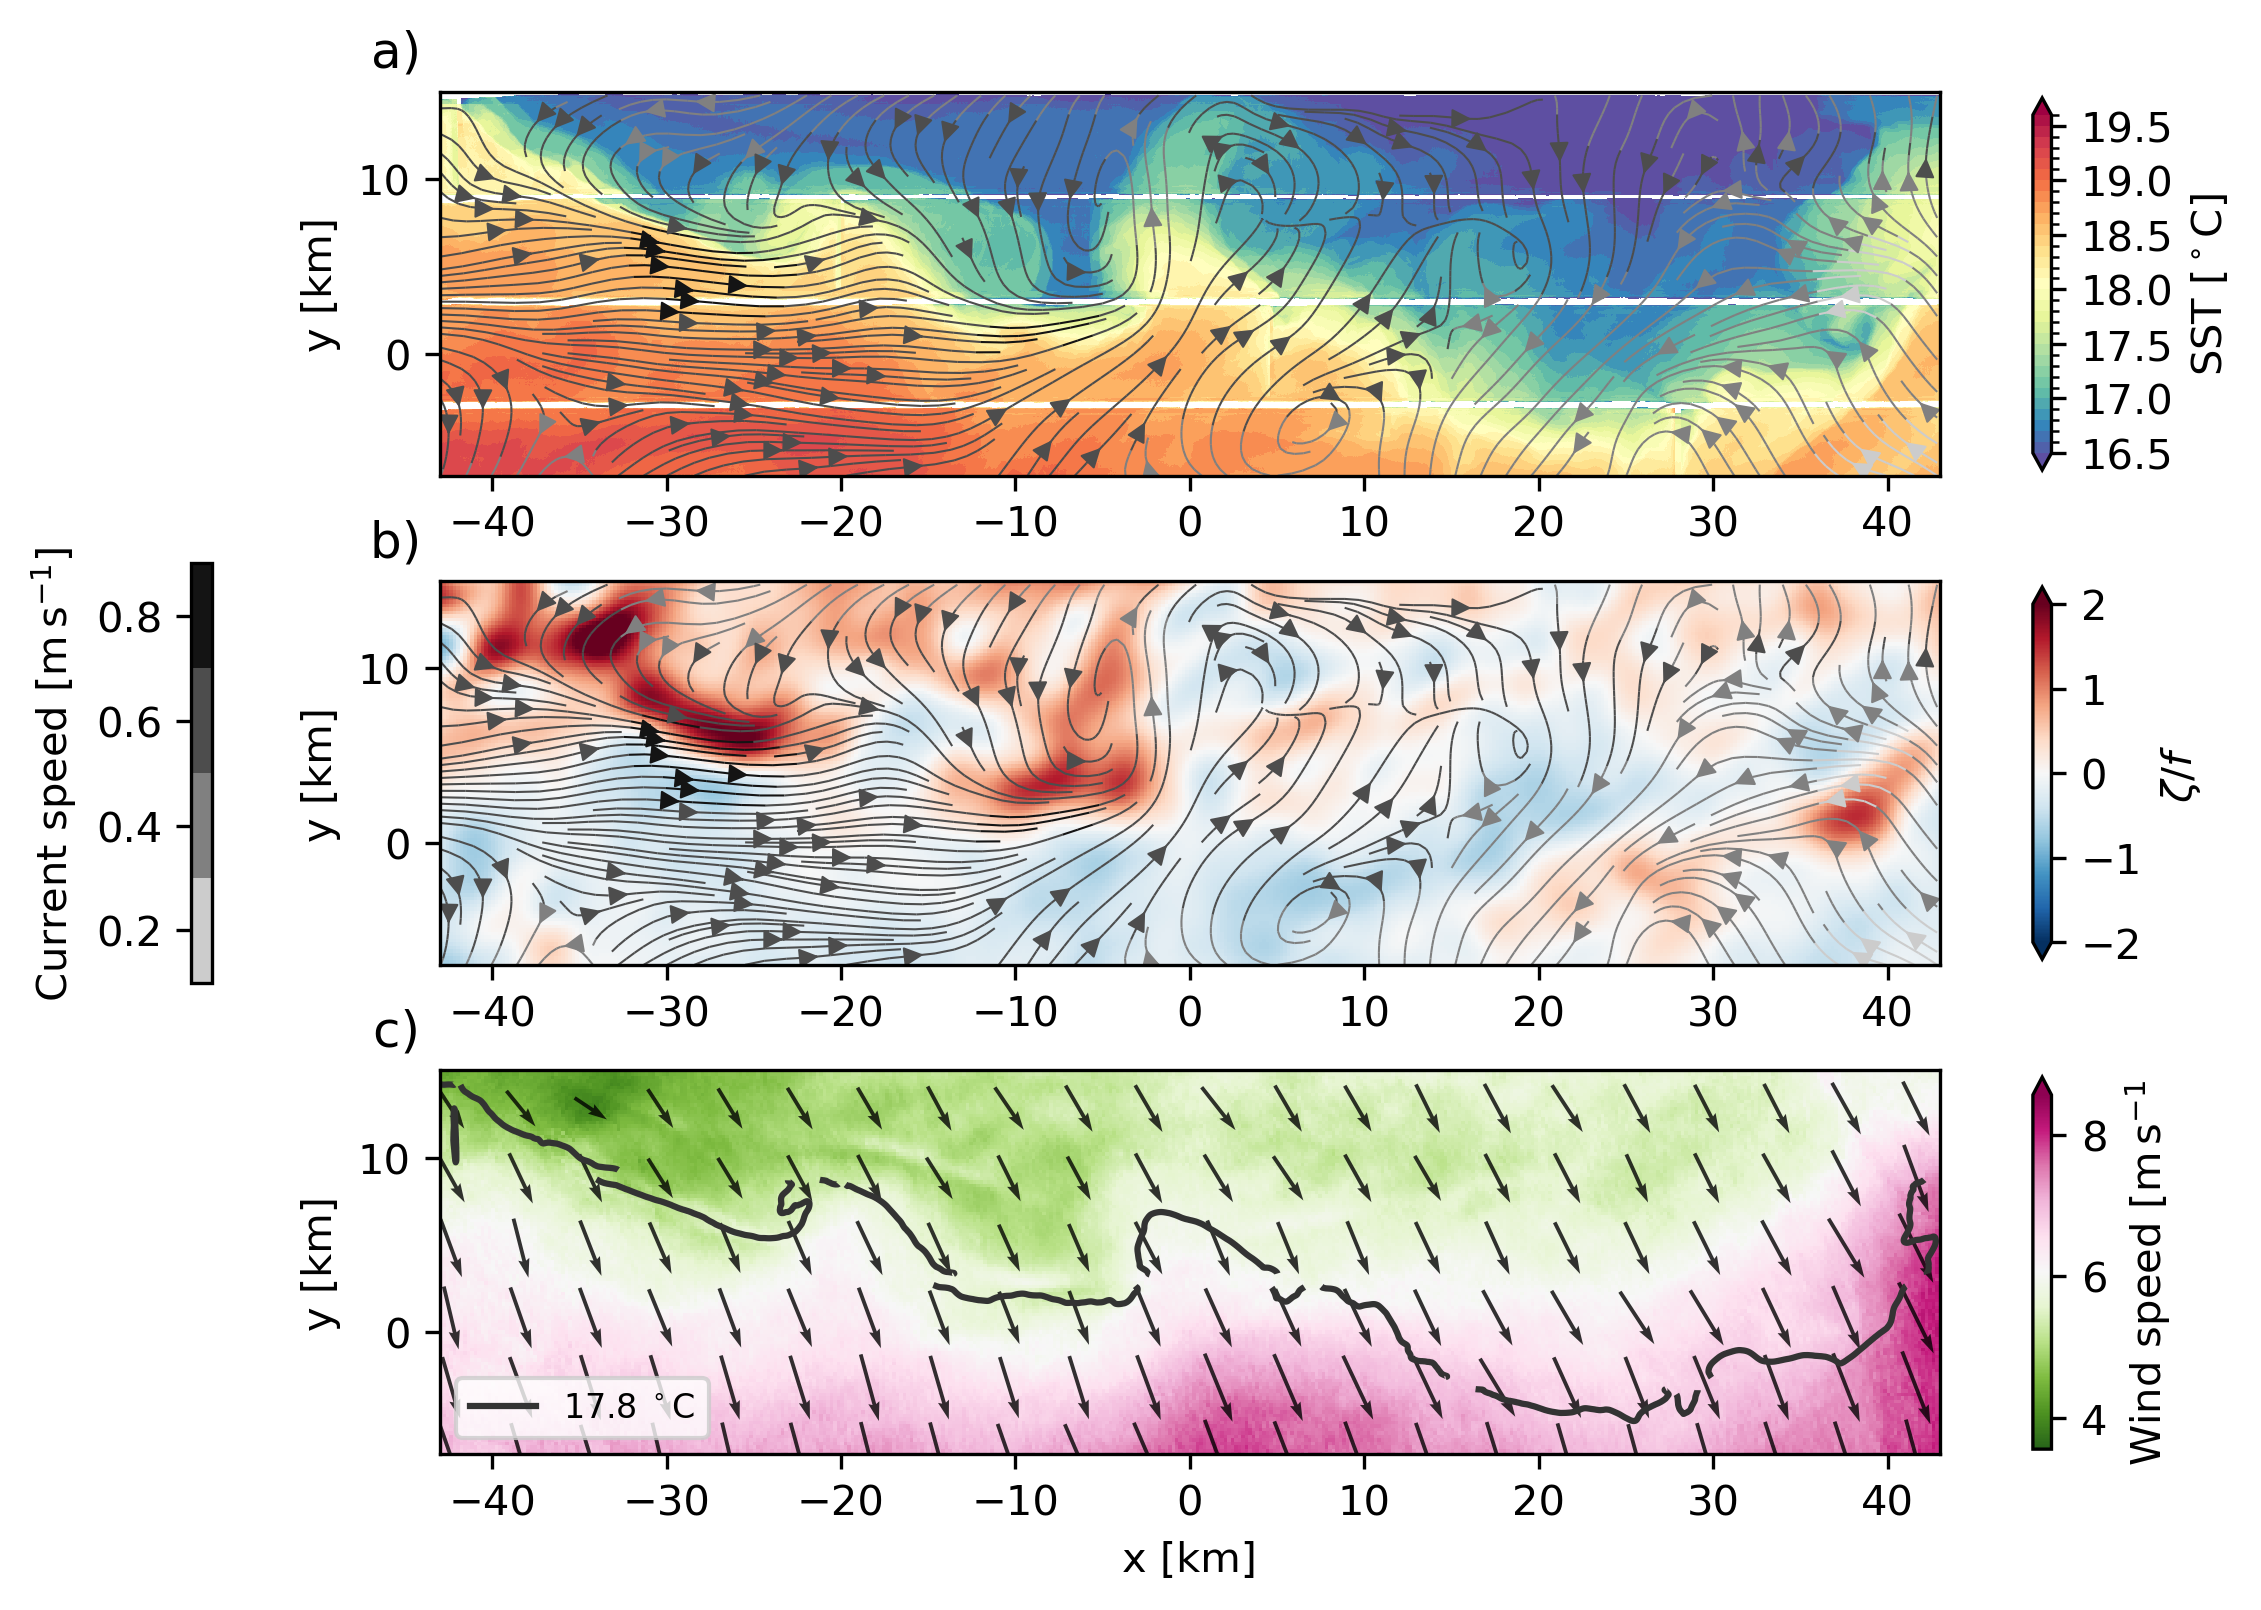 a)
10
0
y [km]
−40 −30 −20 −10 0 10 20 30 40
19.5
19.0
18.5
18.0
17.5
17.0
16.5
SST [°C]
b)
10
0
y [km]
−40 −30 −20 −10 0 10 20 30 40
2
1
0
−1
−2
ζ/f
0.8
0.6
0.4
0.2
Current speed [m s⁻¹]
c)
10
0
y [km]
17.8 °C
−40 −30 −20 −10 0 10 20 30 40
x [km]
8
6
4
Wind speed [m s⁻¹]